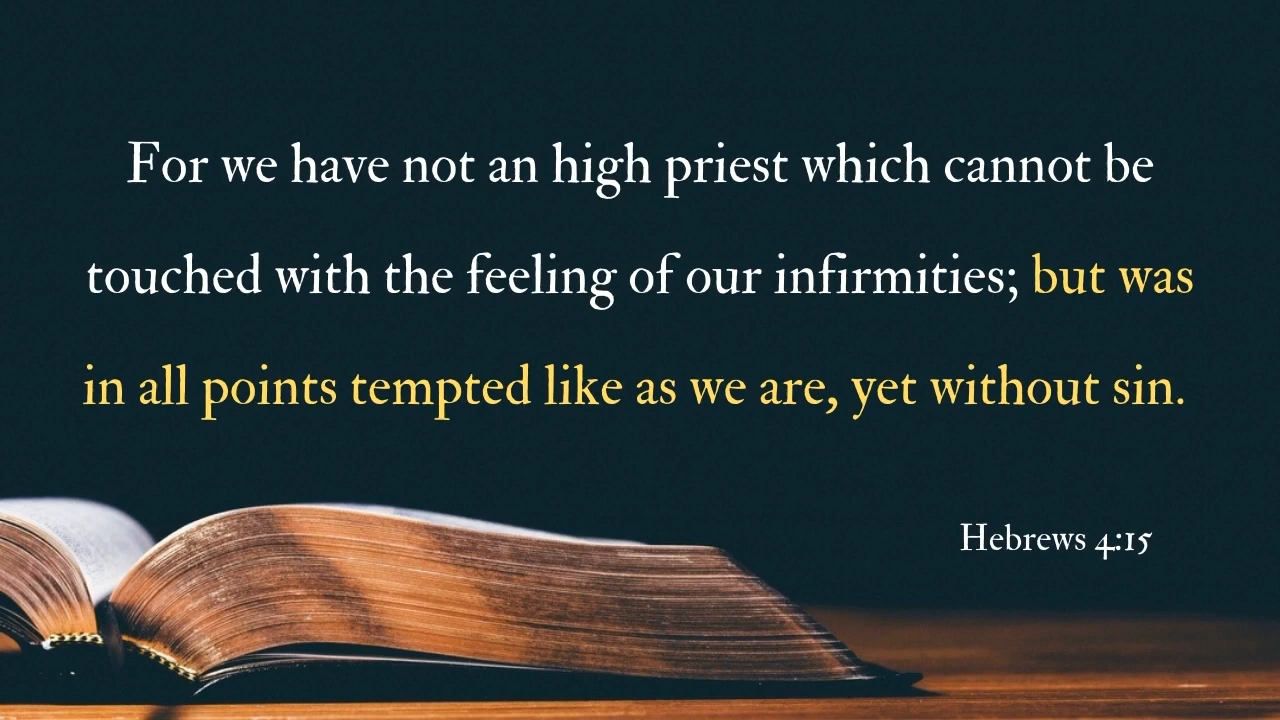 For we have not an high priest which cannot be
touched with the feeling of our infirmities; but was
in all points tempted like as we are, yet without sin.
Hebrews 4:15